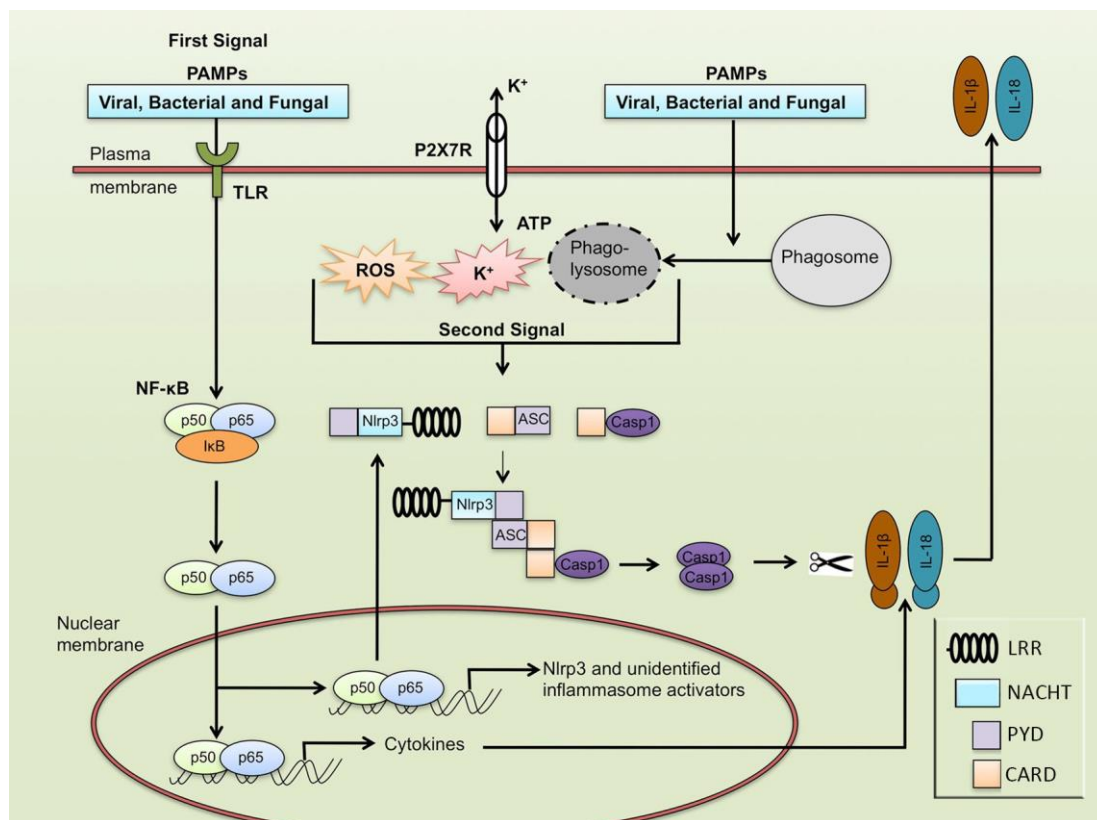 First Signal
PAMPs
Viral, Bacterial and Fungal
Plasma
membrane
TLR
K⁺
P2X7R
ATP
PAMPs
Viral, Bacterial and Fungal
IL-1β
IL-18
ROS
K⁺
Phago-
lysosome
Phagosome
Second Signal
NF-κB
p50
p65
IκB
Nlrp3
ASC
Casp1
Nlrp3
ASC
Casp1
Casp1
Casp1
IL-1β
IL-18
p50
p65
Nuclear
membrane
p50
p65
Nlrp3 and unidentified
inflammasome activators
p50
p65
Cytokines
LRR
NACHT
PYD
CARD